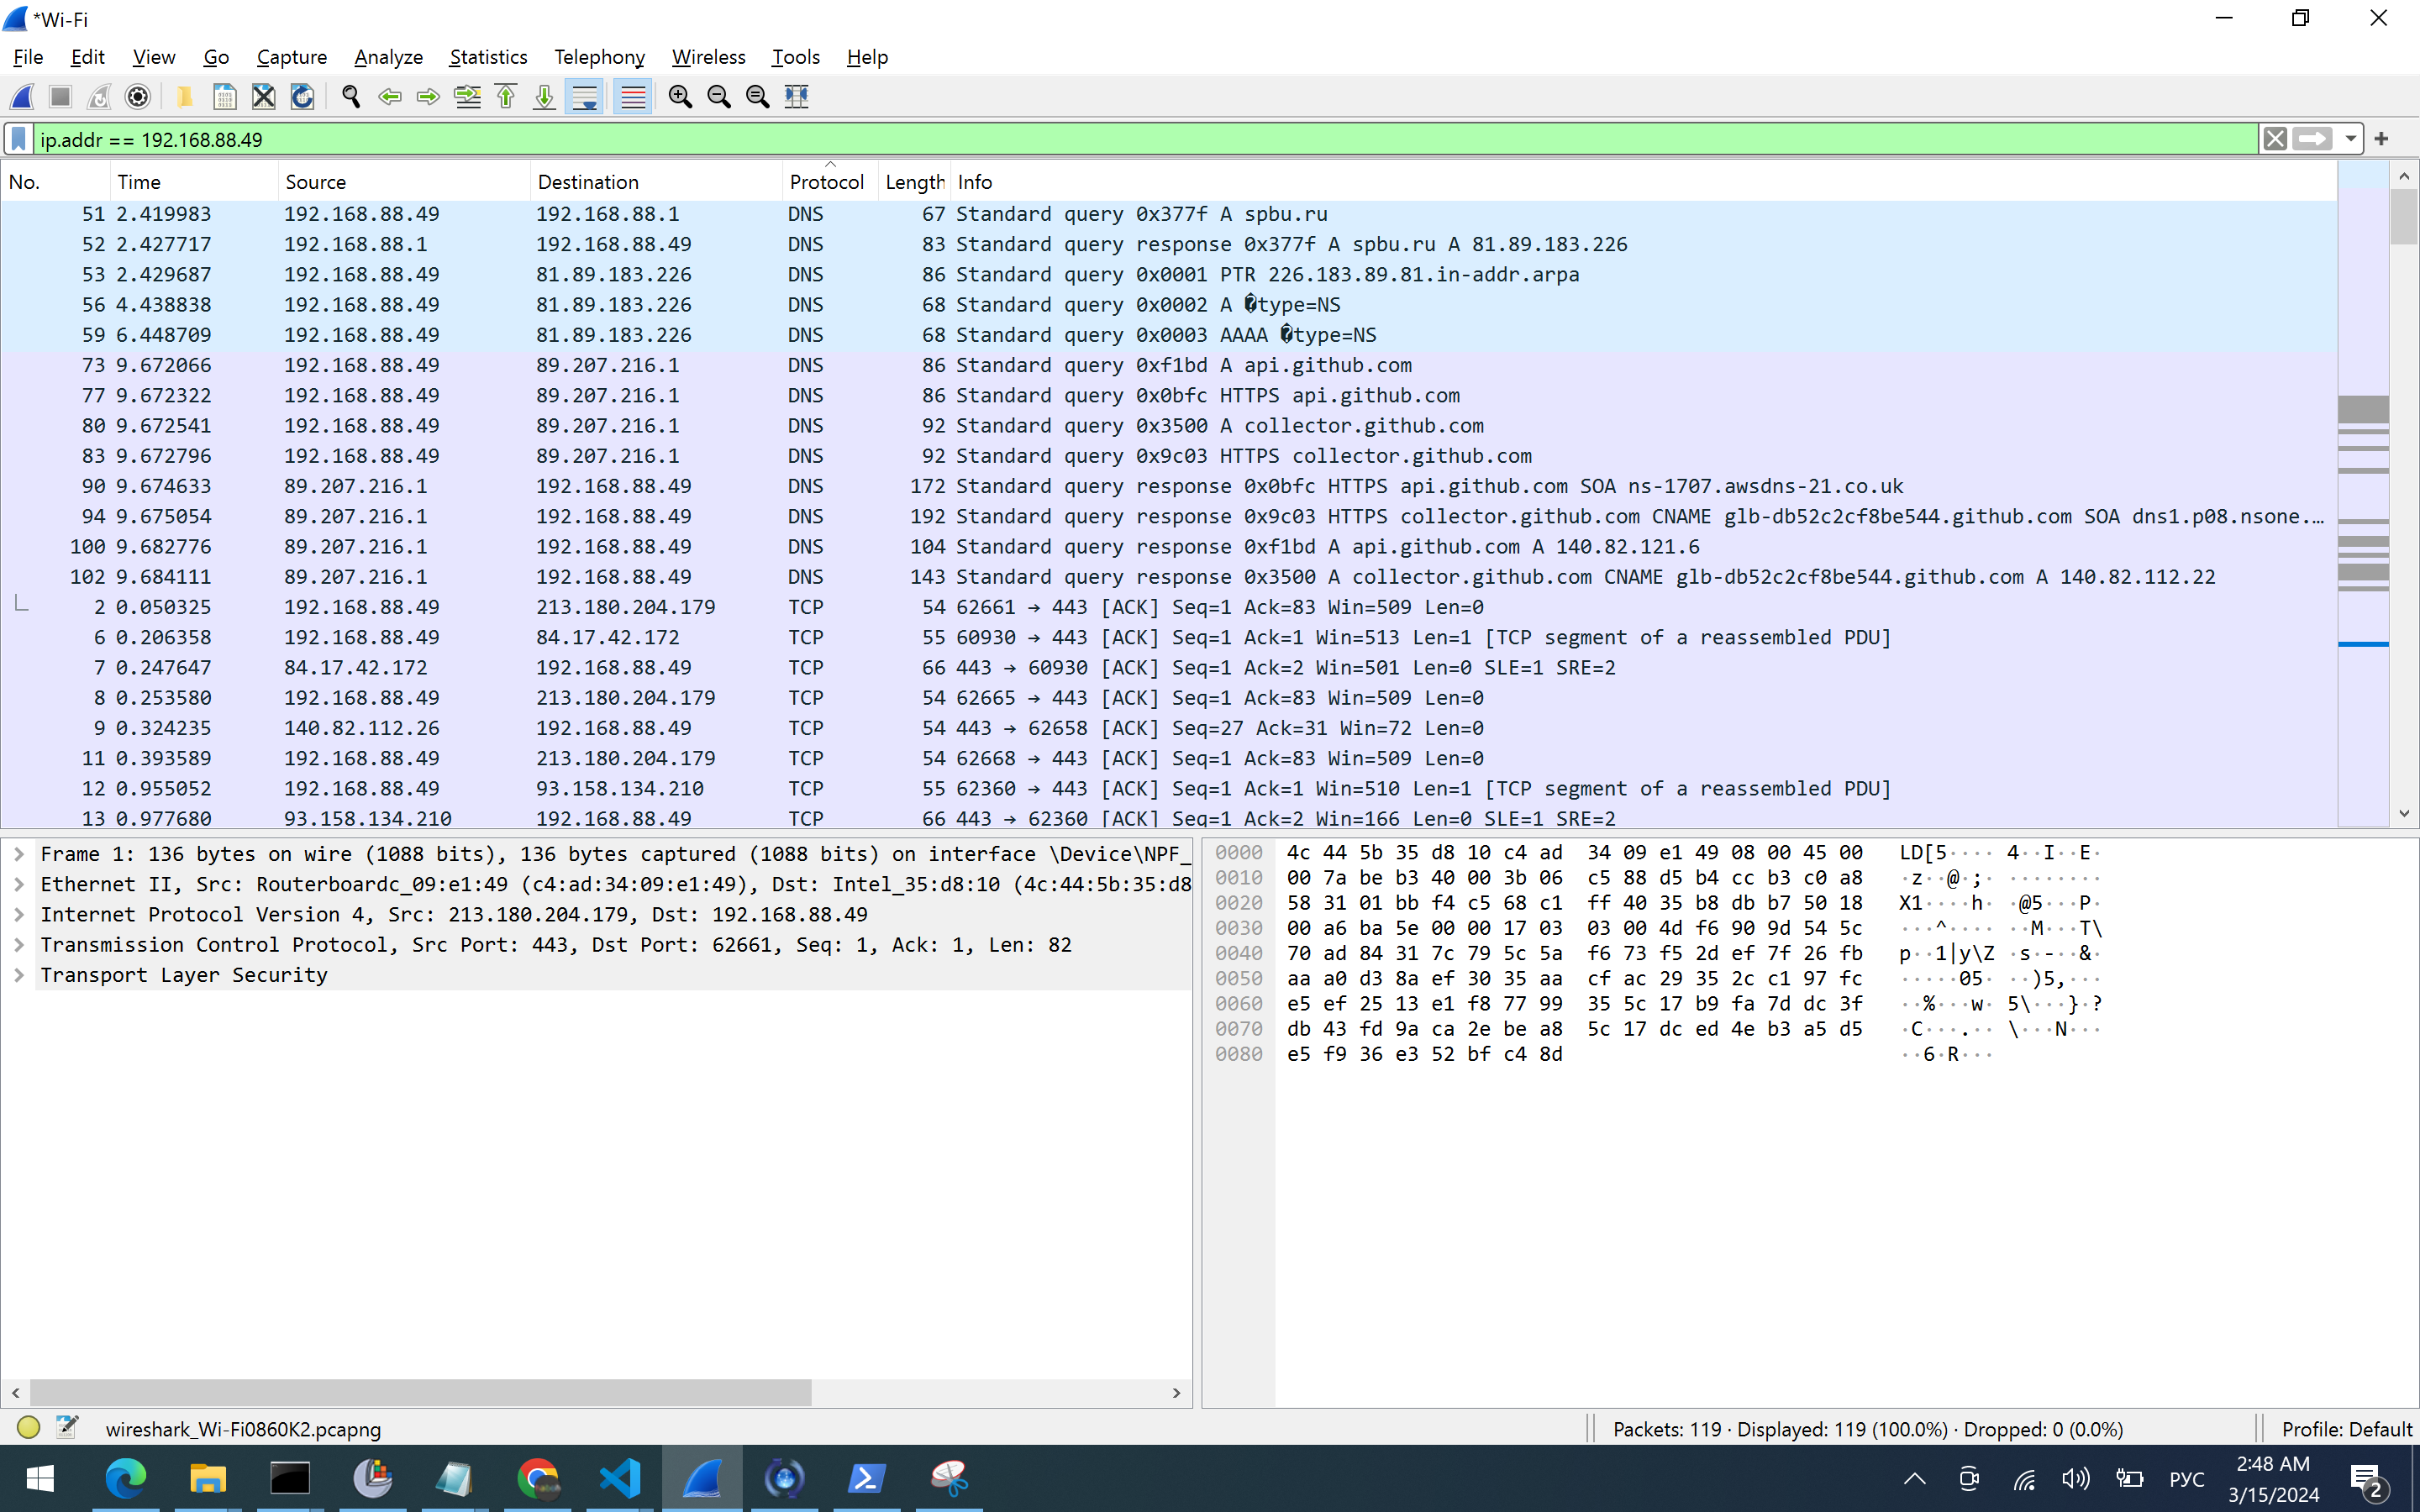 *Wi-Fi
File Edit View Go Capture Analyze Statistics Telephony Wireless Tools Help
ip.addr == 192.168.88.49
No. Time Source Destination Protocol Length Info
51 2.419983 192.168.88.49 192.168.88.1 DNS 67 Standard query 0x377f A spbu.ru
52 2.427717 192.168.88.1 192.168.88.49 DNS 83 Standard query response 0x377f A spbu.ru A 81.89.183.226
53 2.429687 192.168.88.49 81.89.183.226 DNS 86 Standard query 0x0001 PTR 226.183.89.81.in-addr.arpa
56 4.438838 192.168.88.49 81.89.183.226 DNS 68 Standard query 0x0002 A �type=NS
59 6.448709 192.168.88.49 81.89.183.226 DNS 68 Standard query 0x0003 AAAA �type=NS
73 9.672066 192.168.88.49 89.207.216.1 DNS 86 Standard query 0xf1bd A api.github.com
77 9.672322 192.168.88.49 89.207.216.1 DNS 86 Standard query 0x0bfc HTTPS api.github.com
80 9.672541 192.168.88.49 89.207.216.1 DNS 92 Standard query 0x3500 A collector.github.com
83 9.672796 192.168.88.49 89.207.216.1 DNS 92 Standard query 0x9c03 HTTPS collector.github.com
90 9.674633 89.207.216.1 192.168.88.49 DNS 172 Standard query response 0x0bfc HTTPS api.github.com SOA ns-1707.awsdns-21.co.uk
94 9.675054 89.207.216.1 192.168.88.49 DNS 192 Standard query response 0x9c03 HTTPS collector.github.com CNAME glb-db52c2cf8be544.github.com SOA dns1.p08.nsone.…
100 9.682776 89.207.216.1 192.168.88.49 DNS 104 Standard query response 0xf1bd A api.github.com A 140.82.121.6
102 9.684111 89.207.216.1 192.168.88.49 DNS 143 Standard query response 0x3500 A collector.github.com CNAME glb-db52c2cf8be544.github.com A 140.82.112.22
2 0.050325 192.168.88.49 213.180.204.179 TCP 54 62661 → 443 [ACK] Seq=1 Ack=83 Win=509 Len=0
6 0.206358 192.168.88.49 84.17.42.172 TCP 55 60930 → 443 [ACK] Seq=1 Ack=1 Win=513 Len=1 [TCP segment of a reassembled PDU]
7 0.247647 84.17.42.172 192.168.88.49 TCP 66 443 → 60930 [ACK] Seq=1 Ack=2 Win=501 Len=0 SLE=1 SRE=2
8 0.253580 192.168.88.49 213.180.204.179 TCP 54 62665 → 443 [ACK] Seq=1 Ack=83 Win=509 Len=0
9 0.324235 140.82.112.26 192.168.88.49 TCP 54 443 → 62658 [ACK] Seq=27 Ack=31 Win=72 Len=0
11 0.393589 192.168.88.49 213.180.204.179 TCP 54 62668 → 443 [ACK] Seq=1 Ack=83 Win=509 Len=0
12 0.955052 192.168.88.49 93.158.134.210 TCP 55 62360 → 443 [ACK] Seq=1 Ack=1 Win=510 Len=1 [TCP segment of a reassembled PDU]
13 0.977680 93.158.134.210 192.168.88.49 TCP 66 443 → 62360 [ACK] Seq=1 Ack=2 Win=166 Len=0 SLE=1 SRE=2
Frame 1: 136 bytes on wire (1088 bits), 136 bytes captured (1088 bits) on interface \Device\NPF_
Ethernet II, Src: Routerboardc_09:e1:49 (c4:ad:34:09:e1:49), Dst: Intel_35:d8:10 (4c:44:5b:35:d8
Internet Protocol Version 4, Src: 213.180.204.179, Dst: 192.168.88.49
Transmission Control Protocol, Src Port: 443, Dst Port: 62661, Seq: 1, Ack: 1, Len: 82
Transport Layer Security
0000 4c 44 5b 35 d8 10 c4 ad 34 09 e1 49 08 00 45 00 LD[5···· 4··I··E·
0010 00 7a be b3 40 00 3b 06 c5 88 d5 b4 cc b3 c0 a8 ·z··@·;· ········
0020 58 31 01 bb f4 c5 68 c1 ff 40 35 b8 db b7 50 18 X1····h· ·@5···P·
0030 00 a6 ba 5e 00 00 17 03 03 00 4d f6 90 9d 54 5c ···^···· ··M···T\
0040 70 ad 84 31 7c 79 5c 5a f6 73 f5 2d ef 7f 26 fb p··1|y\Z ·s·-··&·
0050 aa a0 d3 8a ef 30 35 aa cf ac 29 35 2c c1 97 fc ·····05· ··)5,···
0060 e5 ef 25 13 e1 f8 77 99 35 5c 17 b9 fa 7d dc 3f ··%···w· 5\···}·?
0070 db 43 fd 9a ca 2e be a8 5c 17 dc ed 4e b3 a5 d5 ·C···.·· \···N···
0080 e5 f9 36 e3 52 bf c4 8d ··6·R···
wireshark_Wi-Fi0860K2.pcapng
Packets: 119 · Displayed: 119 (100.0%) · Dropped: 0 (0.0%)
Profile: Default
РУС
2:48 AM
3/15/2024
2